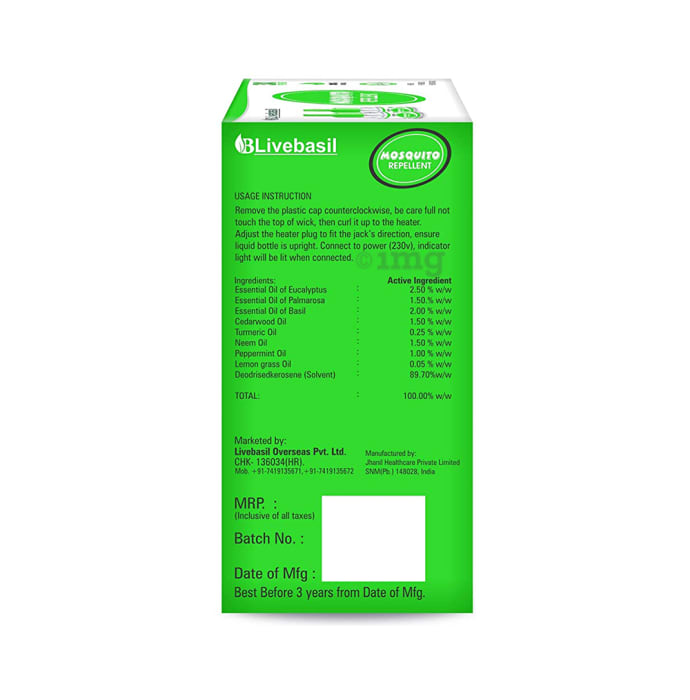 MOSQUITO
BLivebasil
MOSQUITO
REPELLENT
USAGE INSTRUCTION
Remove the plastic cap counterclockwise, be care full not
touch the top of wick, then curl it up to the heater.
Adjust the heater plug to fit the jack's direction, ensure
liquid bottle is upright. Connect to power (230v), indicator
light will be lit when connected.
1mg
Ingredients: Active Ingredient
Essential Oil of Eucalyptus : 2.50 % w/w
Essential Oil of Palmarosa : 1.50.% w/w
Essential Oil of Basil : 2.00 % w/w
Cedarwood Oil : 1.50 % w/w
Turmeric Oil : 0.25 % w/w
Neem Oil : 1.50 % w/w
Peppermint Oil : 1.00 % w/w
Lemon grass Oil : 0.05 % w/w
Deodrisedkerosene (Solvent) : 89.70%w/w
TOTAL: : 100.00% w/w
Marketed by:
Livebasil Overseas Pvt. Ltd.
CHK- 136034(HR).
Mob. +91-7419135671,+91-7419135672
Manufactured by:
Jhanil Healthcare Private Limited
SNM(Pb.) 148028, India
MRP. :
(Inclusive of all taxes)
Batch No. :
Date of Mfg :
Best Before 3 years from Date of Mfg.